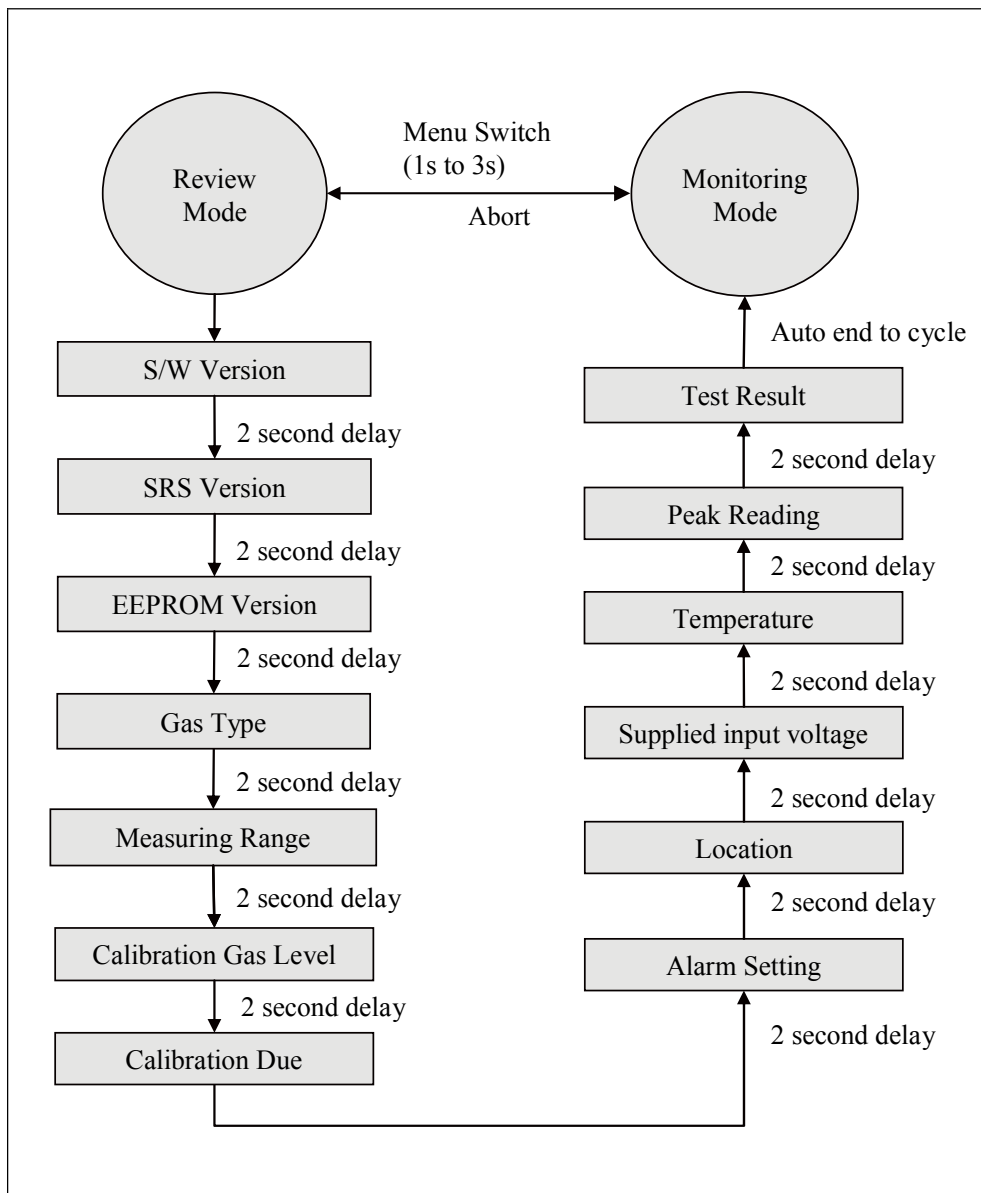 Review
Mode
Menu Switch
(1s to 3s)
Abort
Monitoring
Mode
S/W Version
2 second delay
SRS Version
2 second delay
EEPROM Version
2 second delay
Gas Type
2 second delay
Measuring Range
2 second delay
Calibration Gas Level
2 second delay
Calibration Due
2 second delay
Alarm Setting
2 second delay
Location
2 second delay
Supplied input voltage
2 second delay
Temperature
2 second delay
Peak Reading
2 second delay
Test Result
Auto end to cycle